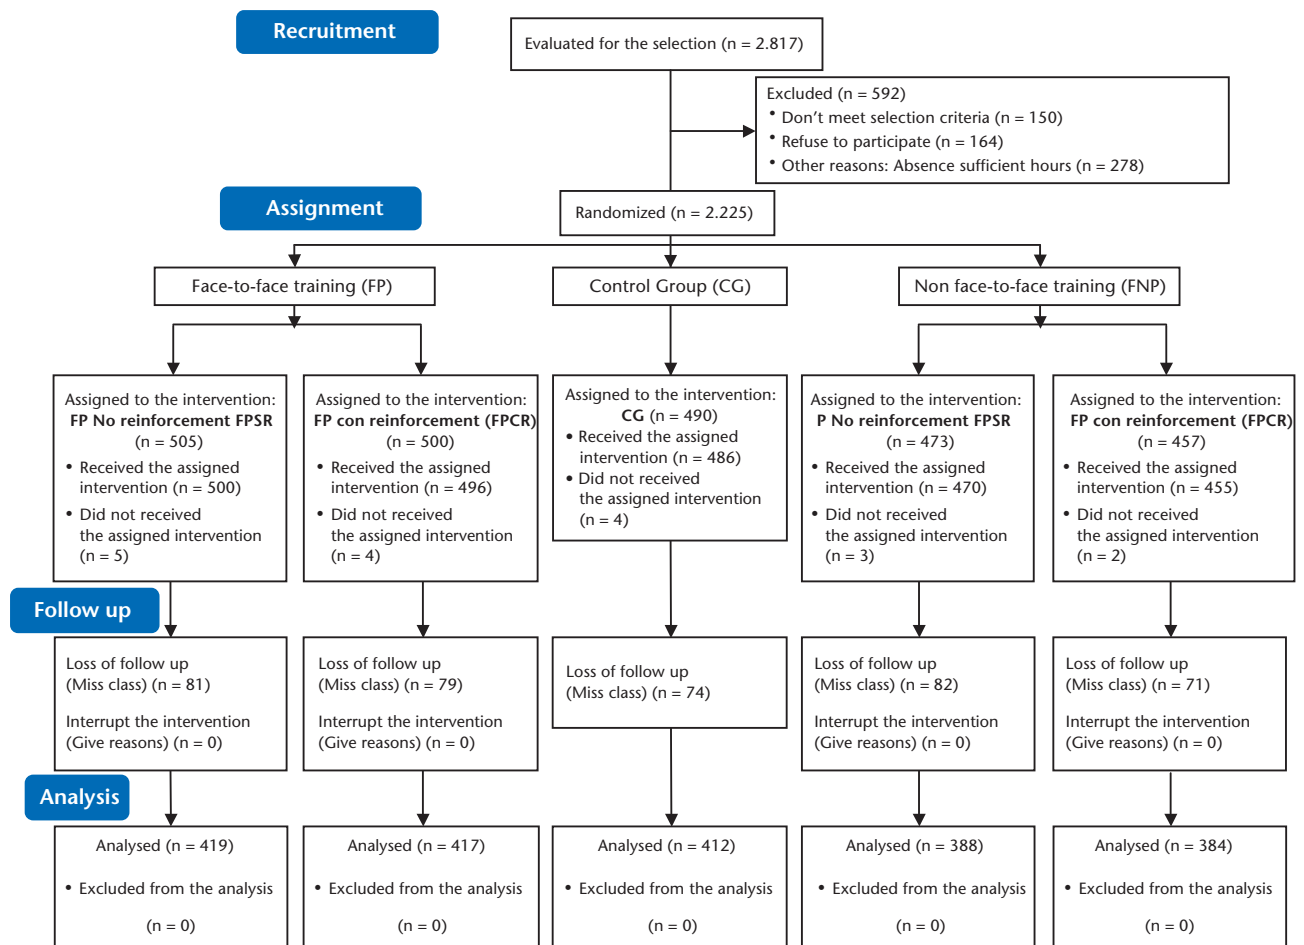 Recruitment
Evaluated for the selection (n = 2.817)
Excluded (n = 592)
• Don’t meet selection criteria (n = 150)
• Refuse to participate (n = 164)
• Other reasons: Absence sufficient hours (n = 278)
Assignment
Randomized (n = 2.225)
Face-to-face training (FP)
Control Group (CG)
Non face-to-face training (FNP)
Assigned to the intervention:
FP No reinforcement FPSR
(n = 505)
• Received the assigned
intervention (n = 500)
• Did not received
the assigned intervention
(n = 5)
Assigned to the intervention:
FP con reinforcement (FPCR)
(n = 500)
• Received the assigned
intervention (n = 496)
• Did not received
the assigned intervention
(n = 4)
Assigned to the intervention:
CG (n = 490)
• Received the assigned
intervention (n = 486)
• Did not received
the assigned intervention
(n = 4)
Assigned to the intervention:
P No reinforcement FPSR
(n = 473)
• Received the assigned
intervention (n = 470)
• Did not received
the assigned intervention
(n = 3)
Assigned to the intervention:
FP con reinforcement (FPCR)
(n = 457)
• Received the assigned
intervention (n = 455)
• Did not received
the assigned intervention
(n = 2)
Follow up
Loss of follow up
(Miss class) (n = 81)
Interrupt the intervention
(Give reasons) (n = 0)
Loss of follow up
(Miss class) (n = 79)
Interrupt the intervention
(Give reasons) (n = 0)
Loss of follow up
(Miss class) (n = 74)
Loss of follow up
(Miss class) (n = 82)
Interrupt the intervention
(Give reasons) (n = 0)
Loss of follow up
(Miss class) (n = 71)
Interrupt the intervention
(Give reasons) (n = 0)
Analysis
Analysed (n = 419)
• Excluded from the analysis
(n = 0)
Analysed (n = 417)
• Excluded from the analysis
(n = 0)
Analysed (n = 412)
• Excluded from the analysis
(n = 0)
Analysed (n = 388)
• Excluded from the analysis
(n = 0)
Analysed (n = 384)
• Excluded from the analysis
(n = 0)